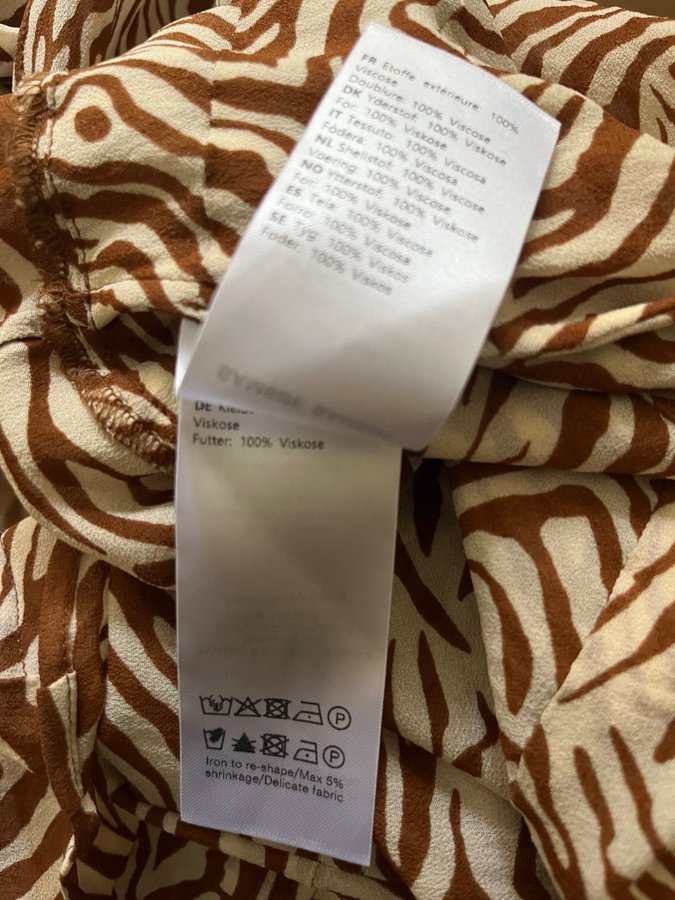 FR Etoffe extérieure 100%
Viscose
Doublure: 100% Viscose
DK Yderstof: 100% Viskose
For: 100% Viskose
IT Tessuto: 100% Viscosa
Fodera: 100% Viscosa
NL Shellstof: 100% Viscose
Voering: 100% Viscose
NO Ytterstof: 100% Viskose
For: 100% Viskose
ES Tela: 100% Viscosa
Forro: 100% Viscosa
SE Tyg: 100% Viskos
Foder: 100% Viskos
DE
Viskose
Futter: 100% Viskose
P
P
Iron to re-shape/Max 5%
shrinkage/Delicate fabric